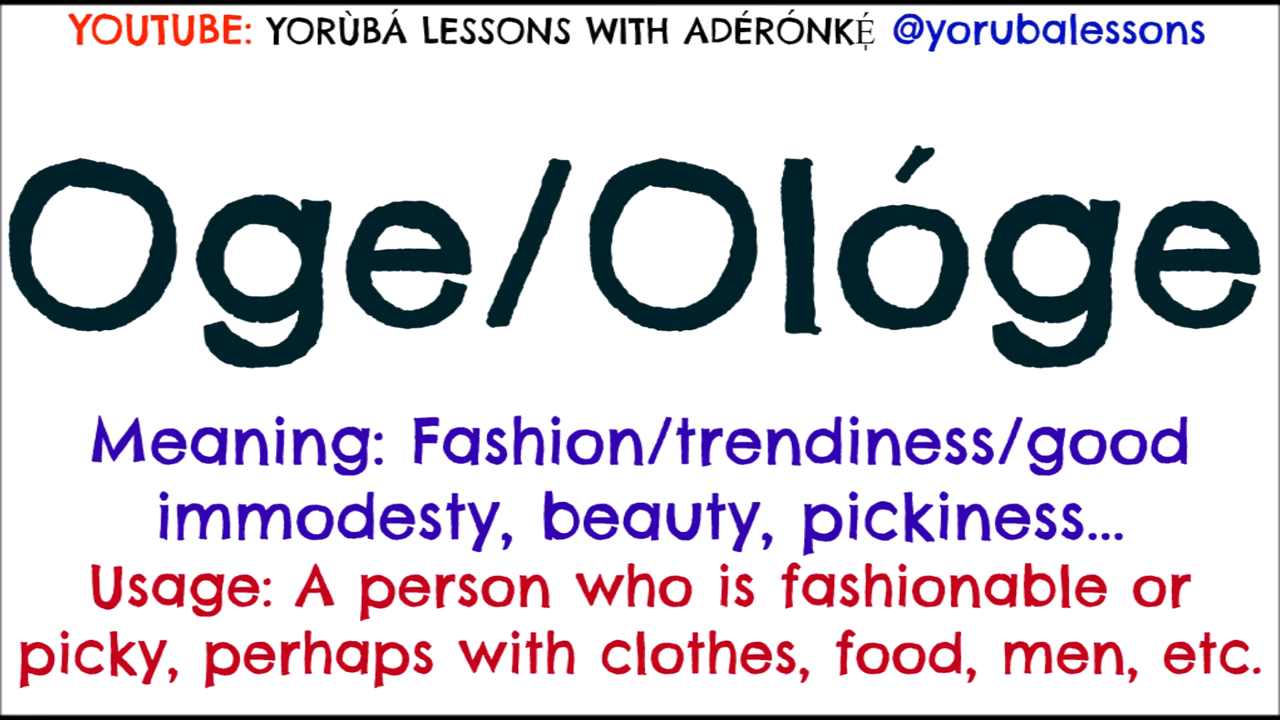 YOUTUBE: YORÙBÁ LESSONS WITH ADÉRÓNKẸ́ @yorubalessons
Oge/Ológe
Meaning: Fashion/trendiness/good
immodesty, beauty, pickiness...
Usage: A person who is fashionable or
picky, perhaps with clothes, food, men, etc.